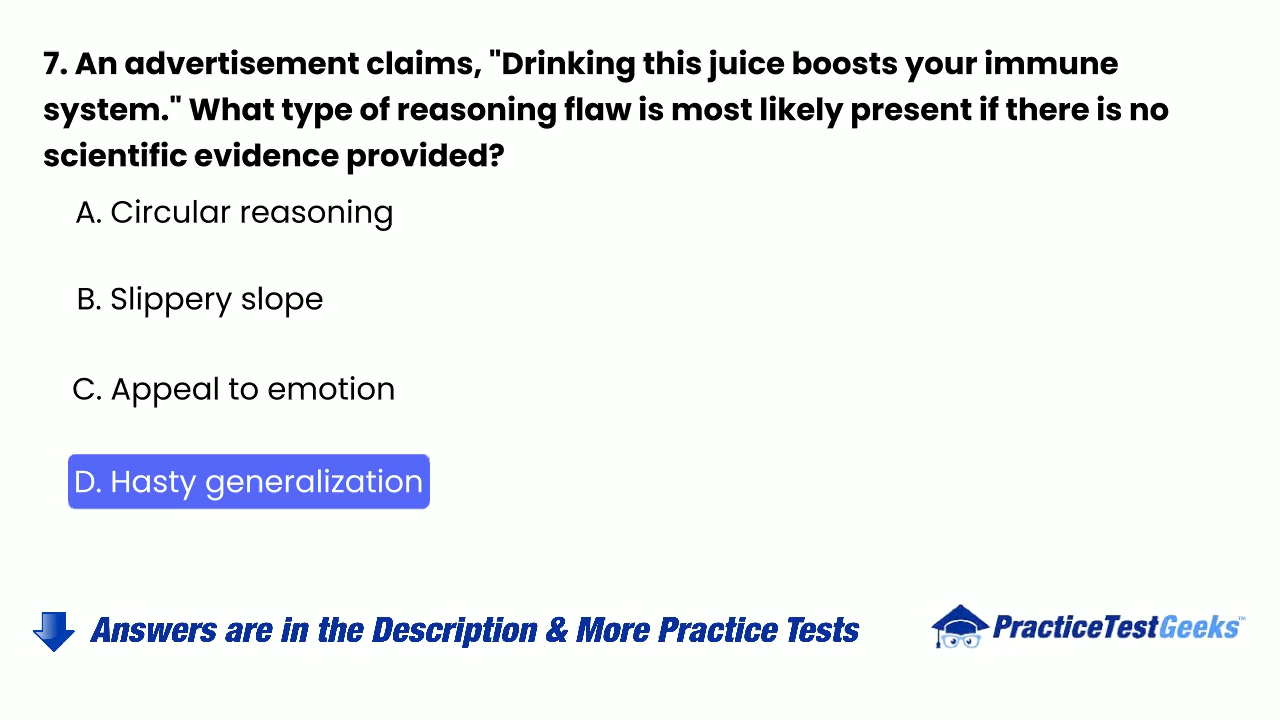 7. An advertisement claims, "Drinking this juice boosts your immune
system." What type of reasoning flaw is most likely present if there is no
scientific evidence provided?
A. Circular reasoning
B. Slippery slope
C. Appeal to emotion
D. Hasty generalization
Answers are in the Description & More Practice Tests
PracticeTestGeeks™